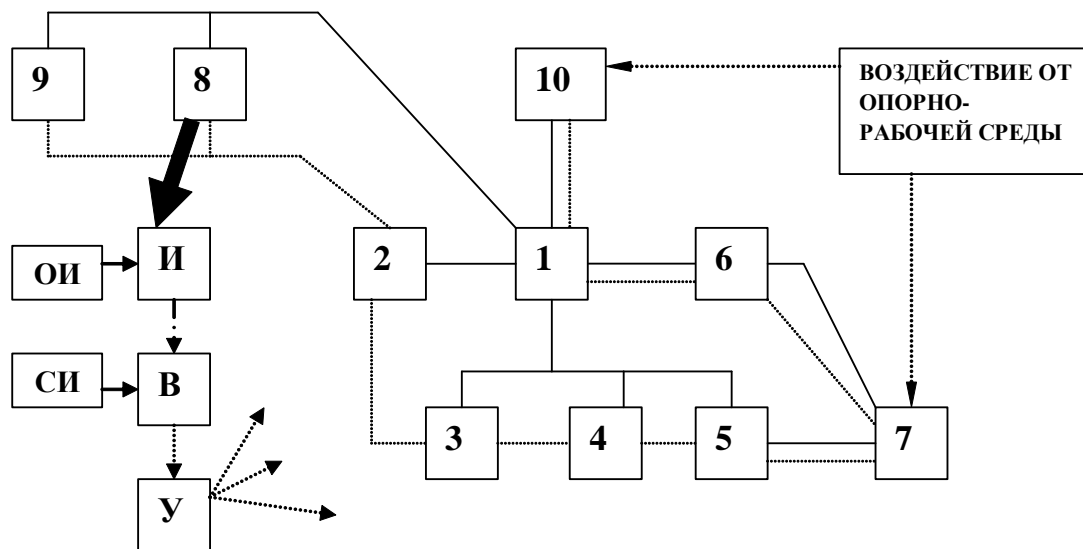 9
8
10
ВОЗДЕЙСТВИЕ ОТ
ОПОРНО-
РАБОЧЕЙ СРЕДЫ
ОИ
И
2
1
6
СИ
В
3
4
5
7
У